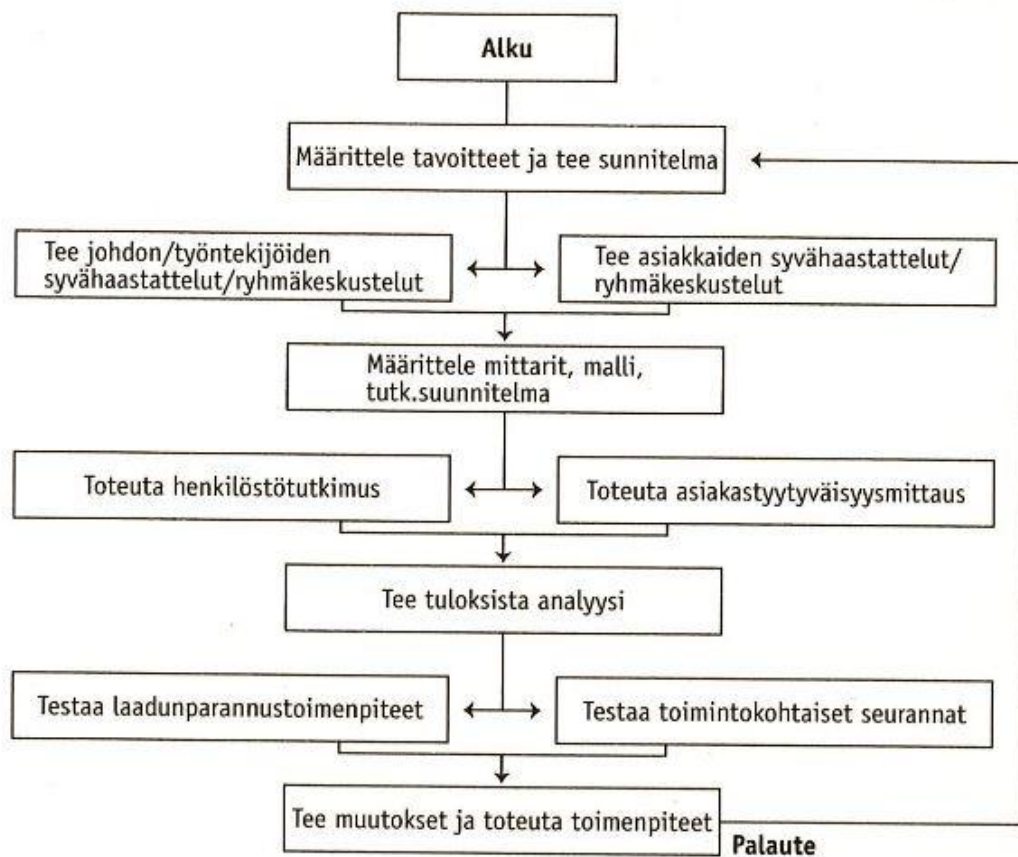 Alku
Määrittele tavoitteet ja tee sunnitelma
Tee johdon/työntekijöiden
syvähaastattelut/ryhmäkeskustelut
Tee asiakkaiden syvähaastattelut/
ryhmäkeskustelut
Määrittele mittarit, malli,
tutk.suunnitelma
Toteuta henkilöstötutkimus
Toteuta asiakastyytyväisyysmittaus
Tee tuloksista analyysi
Testaa laadunparannustoimenpiteet
Testaa toimintokohtaiset seurannat
Tee muutokset ja toteuta toimenpiteet
Palaute